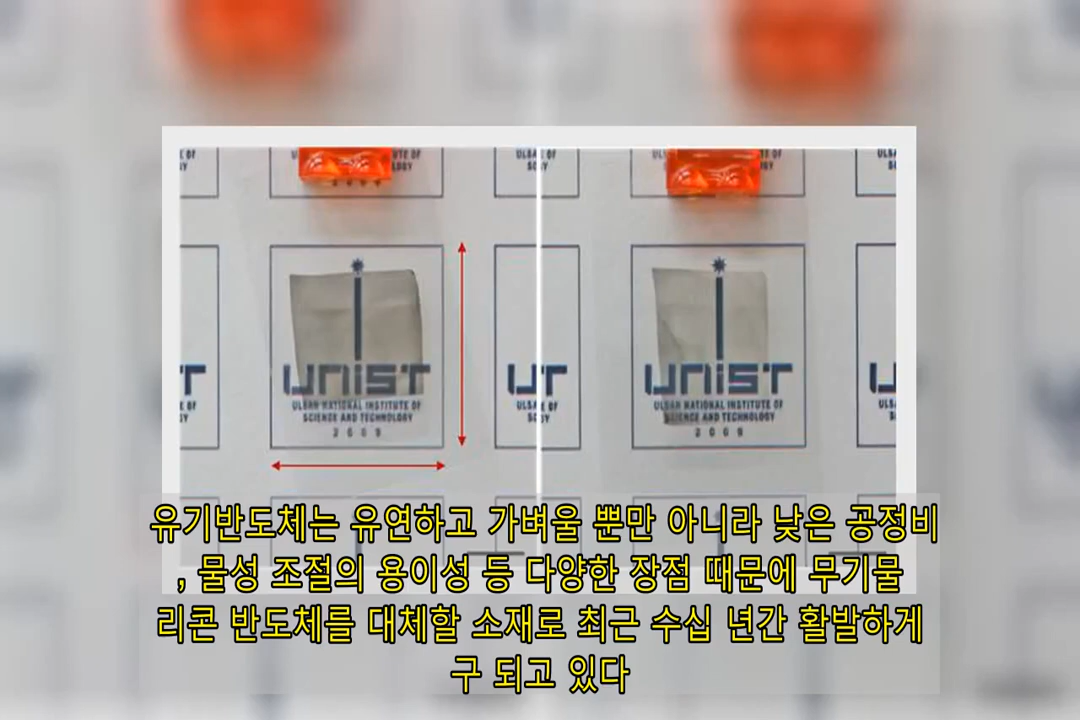 UNIST
ULSAN NATIONAL INSTITUTE OF
SCIENCE AND TECHNOLOGY
2009
UNIST
ULSAN NATIONAL INSTITUTE OF
SCIENCE AND TECHNOLOGY
2009
유기반도체는 유연하고 가벼울 뿐만 아니라 낮은 공정비
, 물성 조절의 용이성 등 다양한 장점 때문에 무기물
리콘 반도체를 대체할 소재로 최근 수십 년간 활발하게
구 되고 있다